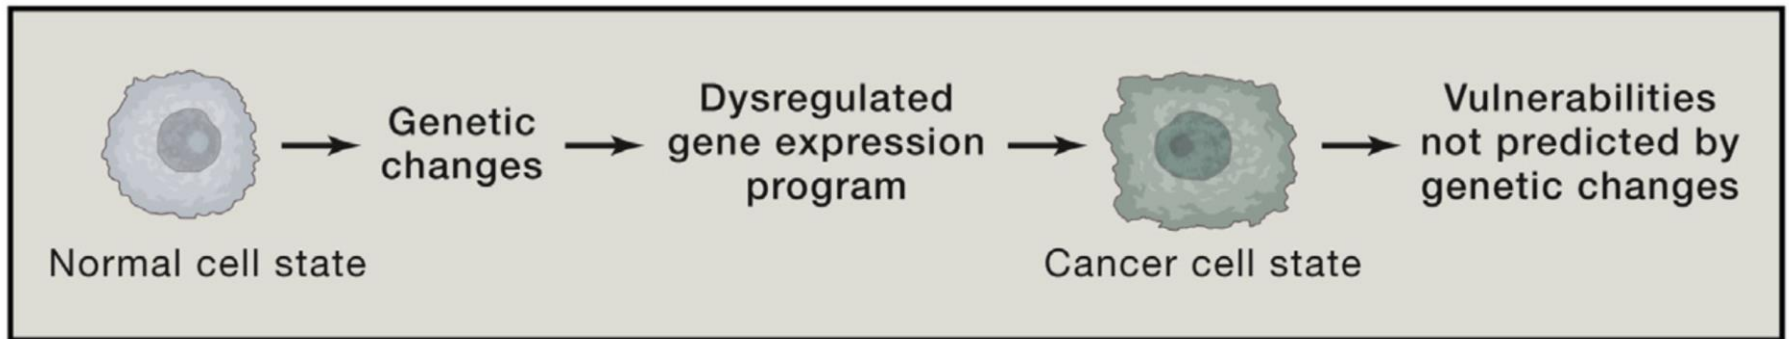 Genetic
changes
Dysregulated
gene expression
program
Vulnerabilities
not predicted by
genetic changes
Normal cell state
Cancer cell state